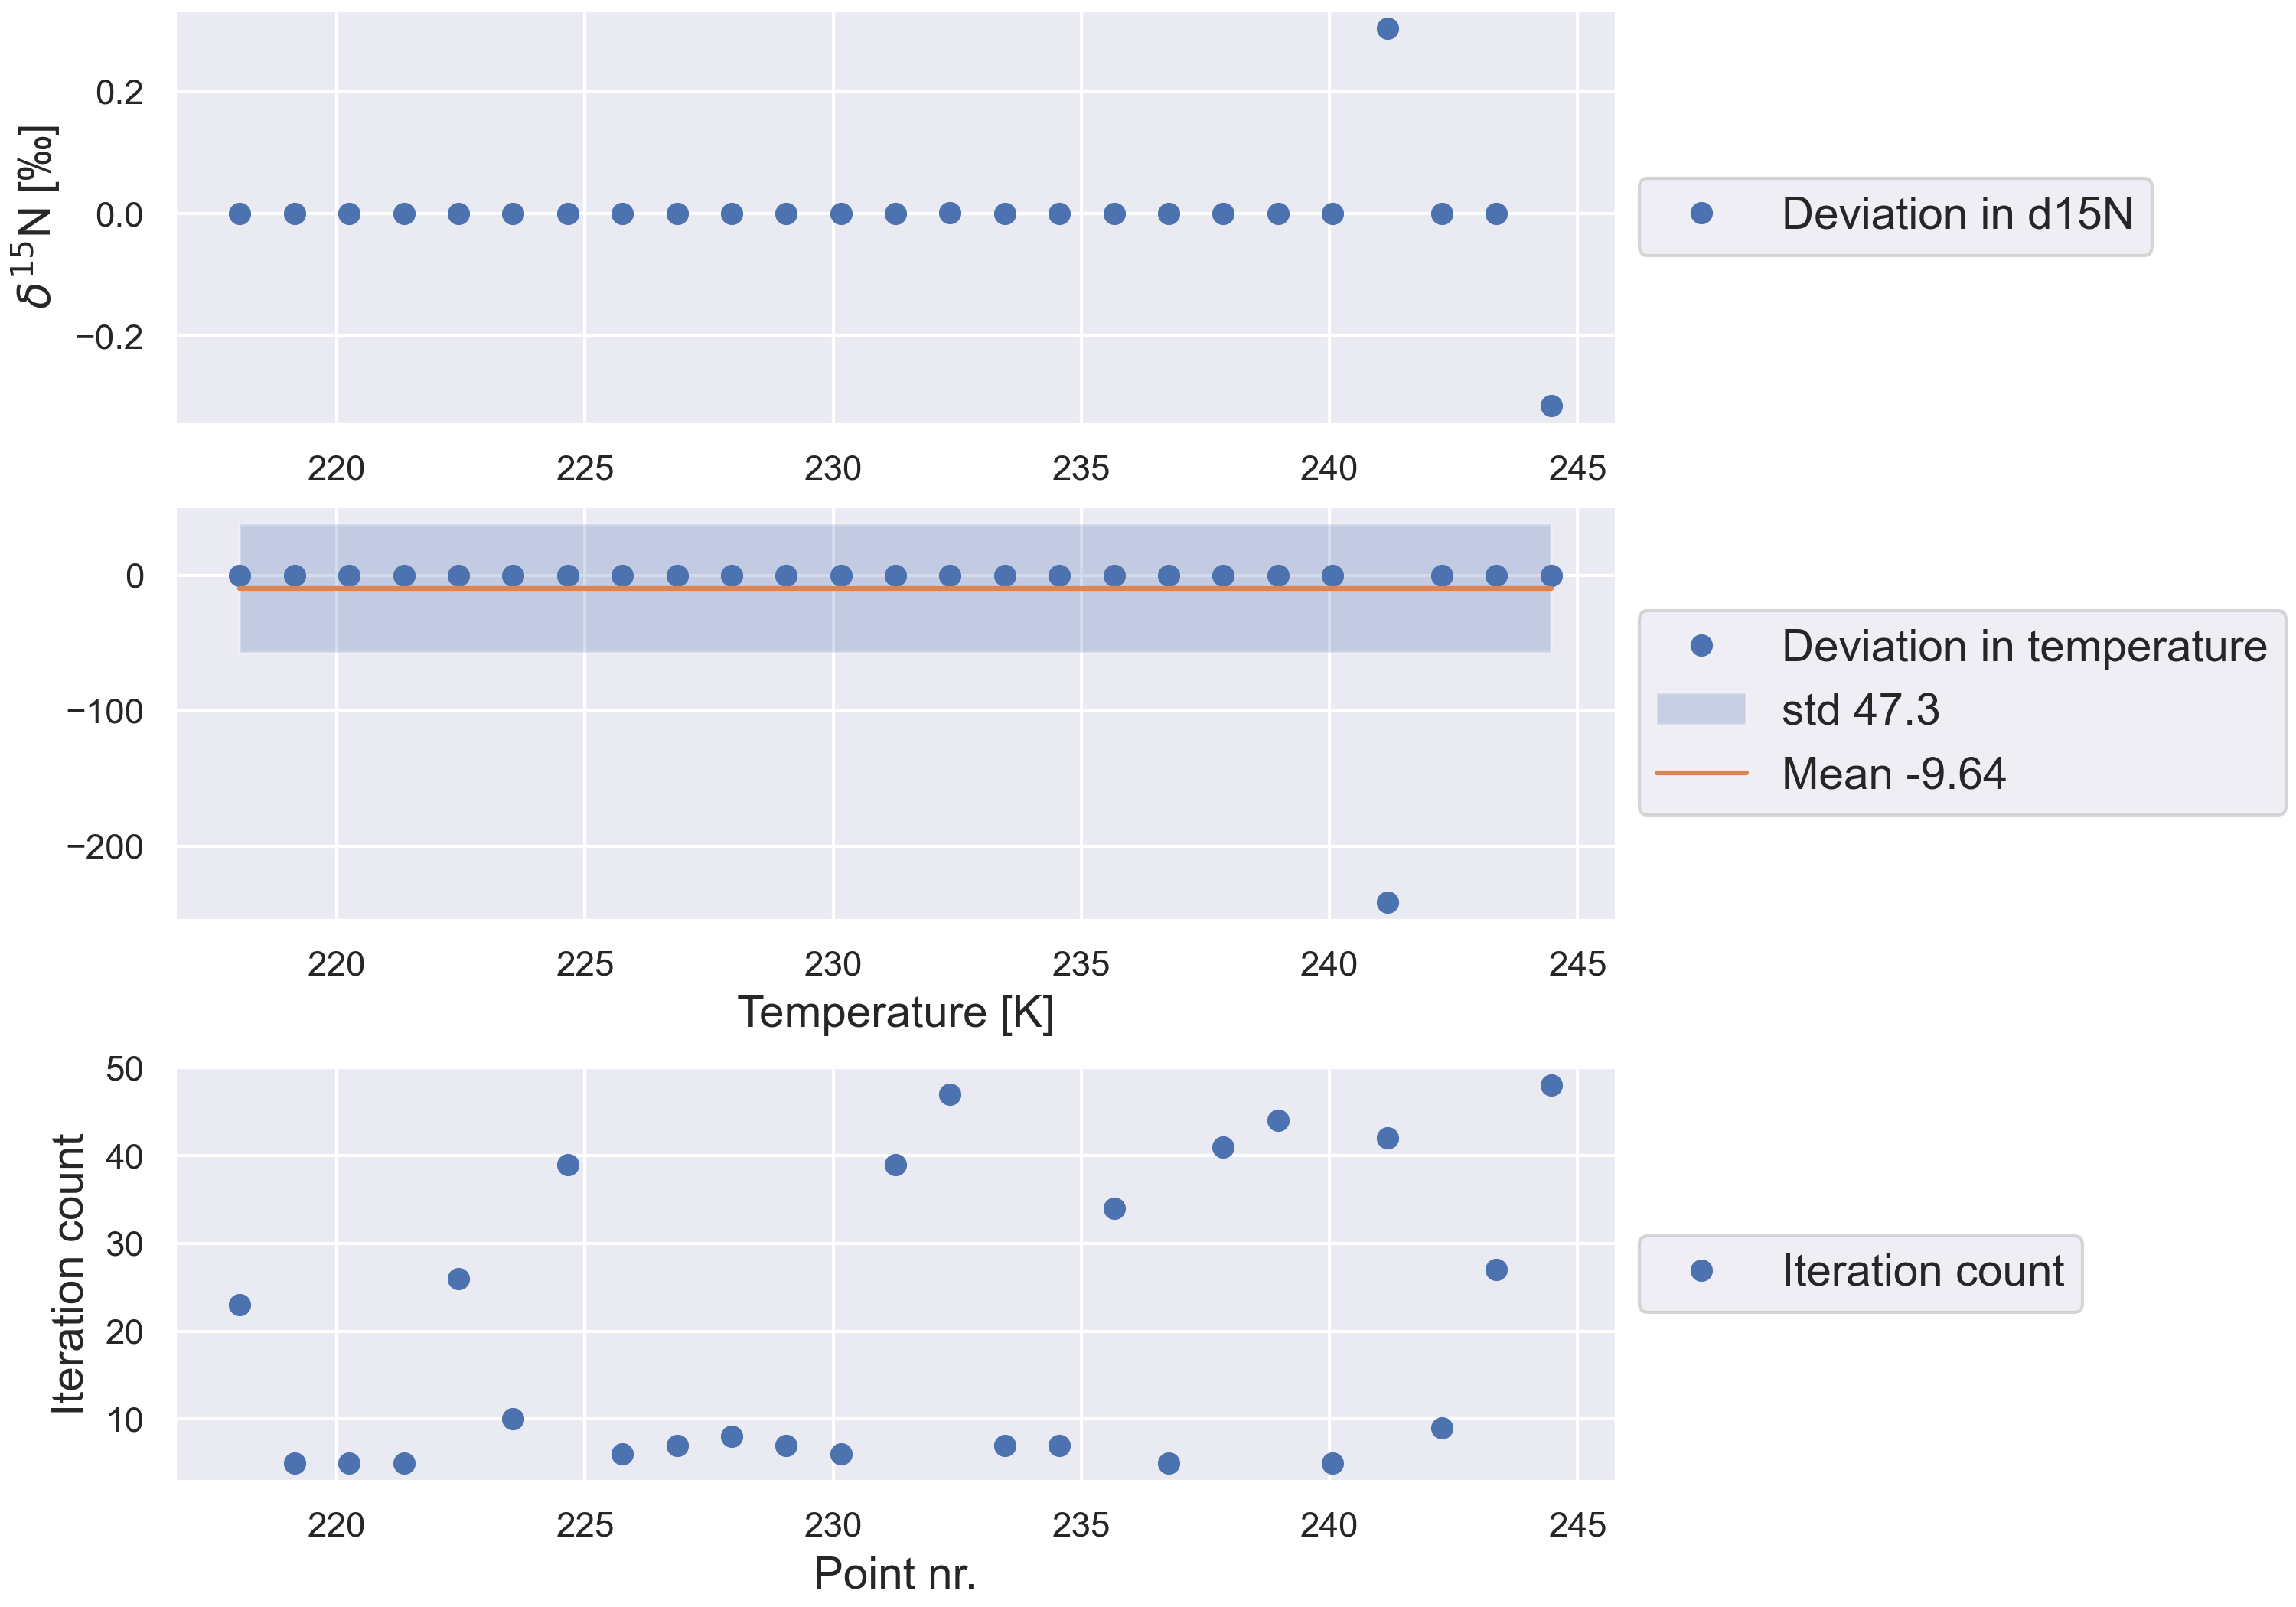 δ¹⁵N [‰]
0.2
0.0
−0.2
220 225 230 235 240 245
Deviation in d15N
0
−100
−200
220 225 230 235 240 245
Temperature [K]
Deviation in temperature
std 47.3
Mean -9.64
Iteration count
50
40
30
20
10
220 225 230 235 240 245
Point nr.
Iteration count